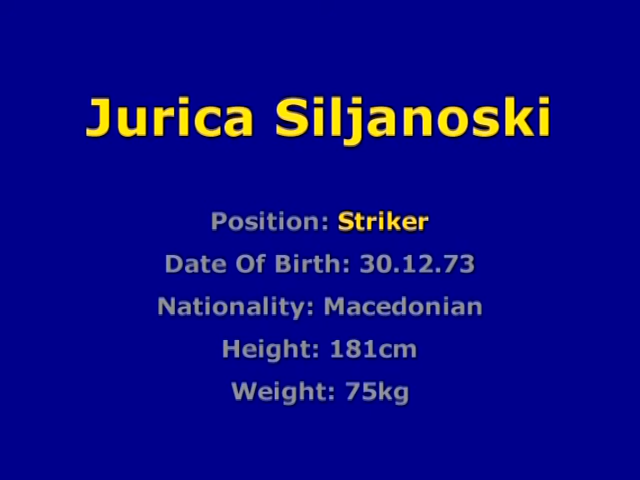 Jurica Siljanoski
Position: Striker
Date Of Birth: 30.12.73
Nationality: Macedonian
Height: 181cm
Weight: 75kg